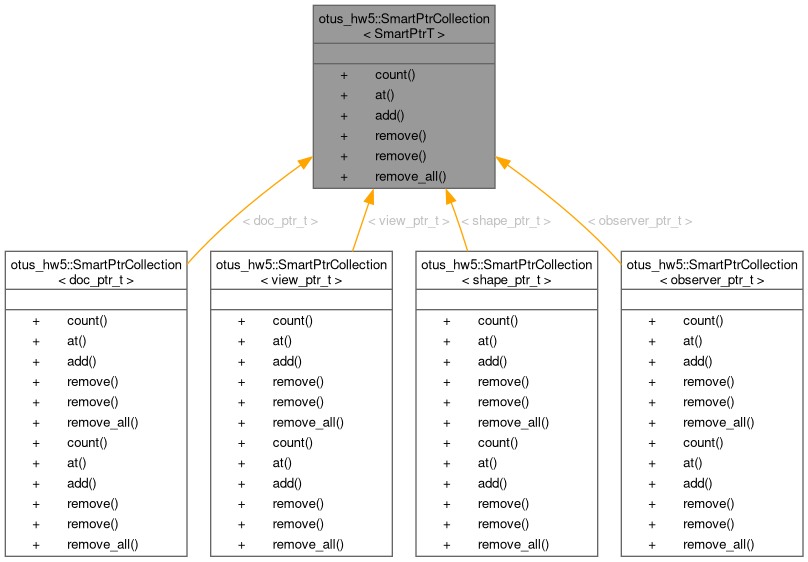 otus_hw5::SmartPtrCollection
< SmartPtrT >
+ count()
+ at()
+ add()
+ remove()
+ remove()
+ remove_all()
< doc_ptr_t >
< view_ptr_t >
< shape_ptr_t >
< observer_ptr_t >
otus_hw5::SmartPtrCollection
< doc_ptr_t >
+ count()
+ at()
+ add()
+ remove()
+ remove()
+ remove_all()
+ count()
+ at()
+ add()
+ remove()
+ remove()
+ remove_all()
otus_hw5::SmartPtrCollection
< view_ptr_t >
+ count()
+ at()
+ add()
+ remove()
+ remove()
+ remove_all()
+ count()
+ at()
+ add()
+ remove()
+ remove()
+ remove_all()
otus_hw5::SmartPtrCollection
< shape_ptr_t >
+ count()
+ at()
+ add()
+ remove()
+ remove()
+ remove_all()
+ count()
+ at()
+ add()
+ remove()
+ remove()
+ remove_all()
otus_hw5::SmartPtrCollection
< observer_ptr_t >
+ count()
+ at()
+ add()
+ remove()
+ remove()
+ remove_all()
+ count()
+ at()
+ add()
+ remove()
+ remove()
+ remove_all()